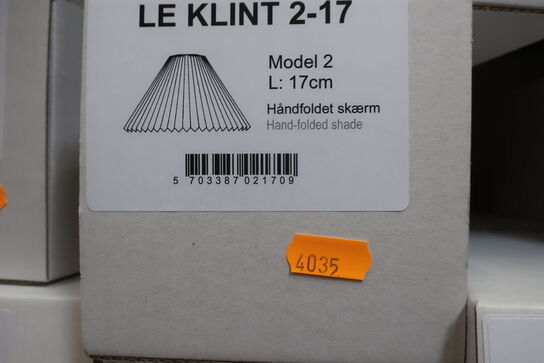 LE KLINT 2-17
Model 2
L: 17cm
Håndfoldet skærm
Hand-folded shade
5 703387 021709
4035